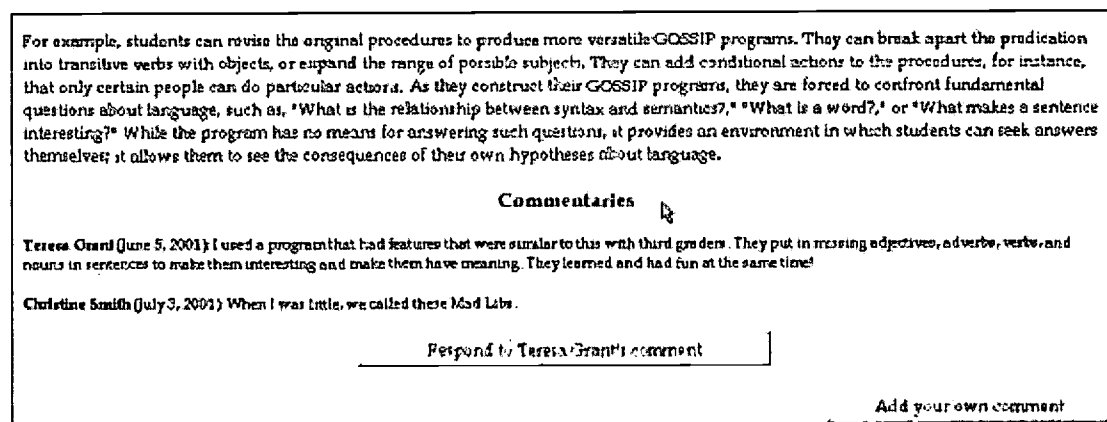 For example, students can revise the original procedures to produce more versatile GOSSIP programs. They can break apart the predication
into transitive verbs with objects, or expand the range of possible subjects. They can add conditional actions to the procedures, for instance,
that only certain people can do particular actions. As they construct their GOSSIP programs, they are forced to confront fundamental
questions about language, such as, "What is the relationship between syntax and semantics?," "What is a word?," or "What makes a sentence
interesting?" While the program has no means for answering such questions, it provides an environment in which students can seek answers
themselves; it allows them to see the consequences of their own hypotheses about language.
Commentaries
Teresa Grant (June 5, 2001): I used a program that had features that were similar to this with third graders. They put in missing adjectives, adverbs, verbs, and
nouns in sentences to make them interesting and make them have meaning. They learned and had fun at the same time!
Christine Smith (July 3, 2001) When I was little, we called these Mad Libs.
Respond to Teresa Grant's comment
Add your own comment